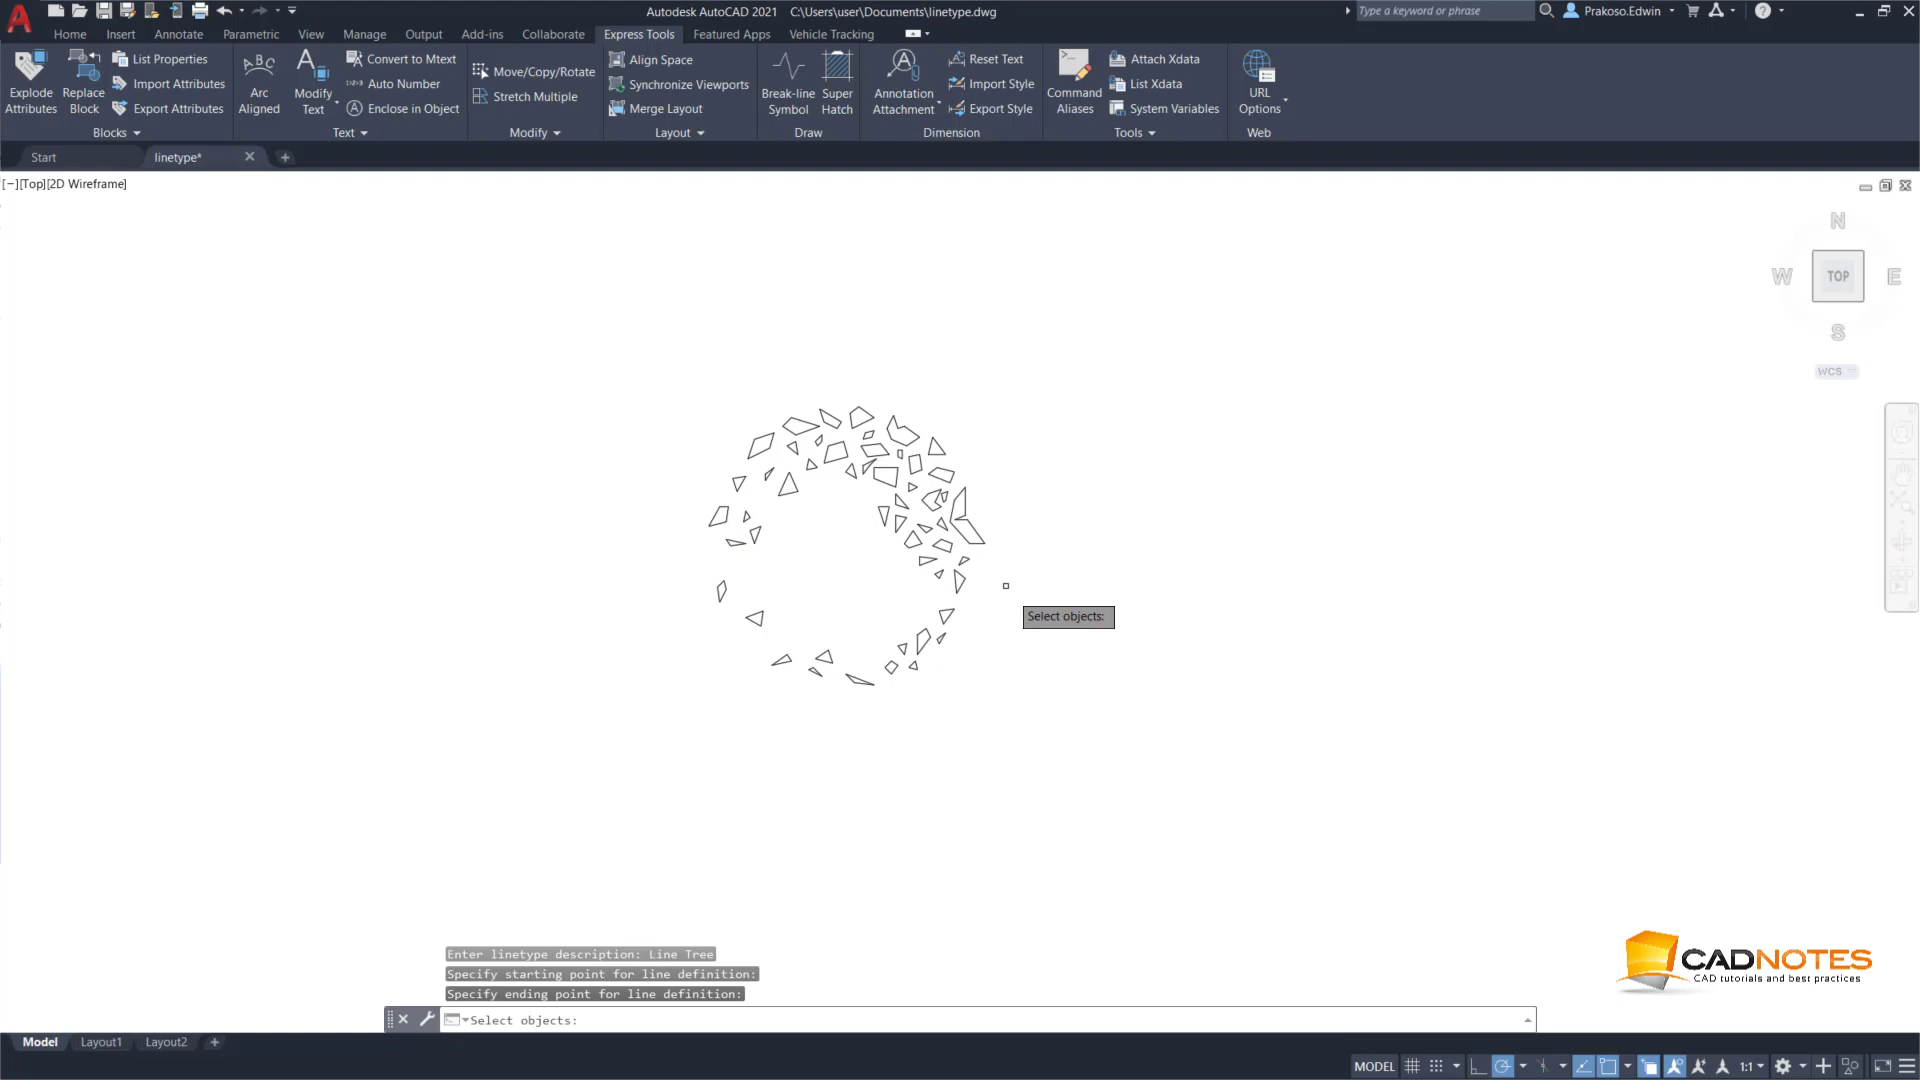 Autodesk AutoCAD 2021 C:\Users\user\Documents\linetype.dwg
Type a keyword or phrase
Prakoso.Edwin
Home Insert Annotate Parametric View Manage Output Add-ins Collaborate Express Tools Featured Apps Vehicle Tracking
Explode Attributes
Replace Block
List Properties
Import Attributes
Export Attributes
Blocks
Arc Aligned
Modify Text
Convert to Mtext
Auto Number
Enclose in Object
Text
Move/Copy/Rotate
Stretch Multiple
Modify
Align Space
Synchronize Viewports
Merge Layout
Layout
Break-line Symbol
Super Hatch
Draw
Annotation Attachment
Reset Text
Import Style
Export Style
Dimension
Command Aliases
Attach Xdata
List Xdata
System Variables
Tools
URL Options
Web
Start linetype*
[−][Top][2D Wireframe]
N
W TOP E
S
WCS
Select objects:
Enter linetype description: Line Tree
Specify starting point for line definition:
Specify ending point for line definition:
Select objects:
CADNOTES
CAD tutorials and best practices
Model Layout1 Layout2
MODEL 1:1